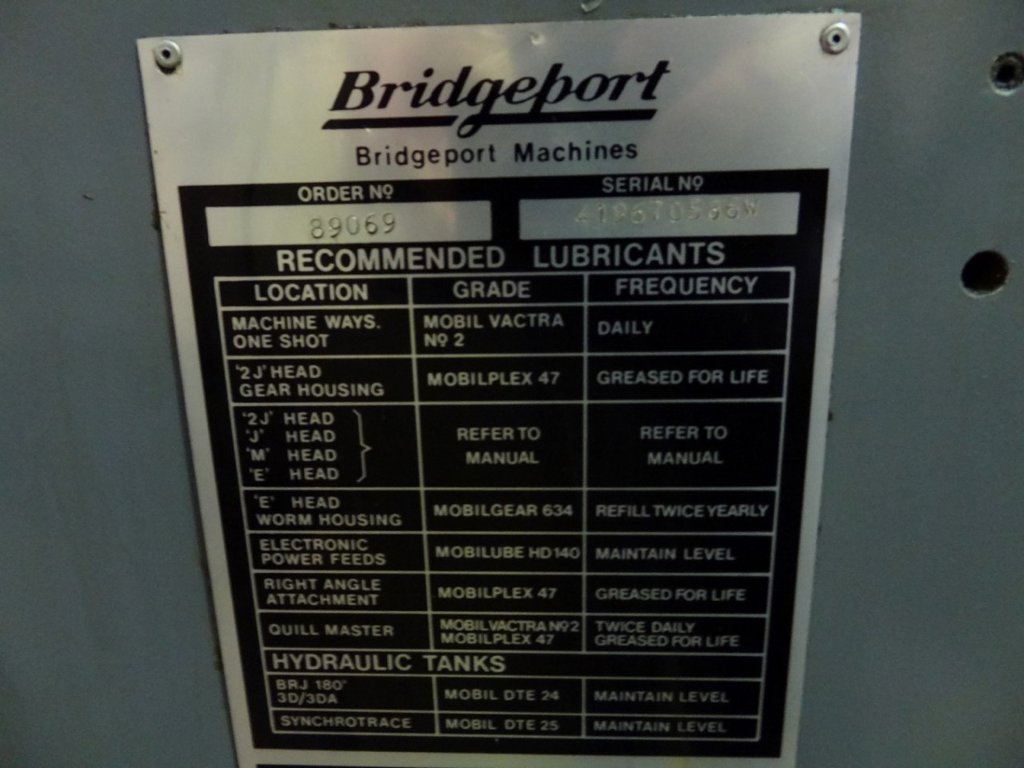 Bridgeport
Bridgeport Machines
ORDER Nº SERIAL Nº
89069
RECOMMENDED LUBRICANTS
LOCATION GRADE FREQUENCY
MACHINE WAYS. ONE SHOT MOBIL VACTRA Nº 2 DAILY
'2J' HEAD GEAR HOUSING MOBILPLEX 47 GREASED FOR LIFE
'2J' HEAD
'J' HEAD
'M' HEAD
'E' HEAD
REFER TO MANUAL REFER TO MANUAL
'E' HEAD WORM HOUSING MOBILGEAR 634 REFILL TWICE YEARLY
ELECTRONIC POWER FEEDS MOBILUBE HD140 MAINTAIN LEVEL
RIGHT ANGLE ATTACHMENT MOBILPLEX 47 GREASED FOR LIFE
QUILL MASTER MOBIL VACTRA Nº2 MOBILPLEX 47 TWICE DAILY GREASED FOR LIFE
HYDRAULIC TANKS
BRJ 180° 3D/3DA MOBIL DTE 24 MAINTAIN LEVEL
SYNCHROTRACE MOBIL DTE 25 MAINTAIN LEVEL